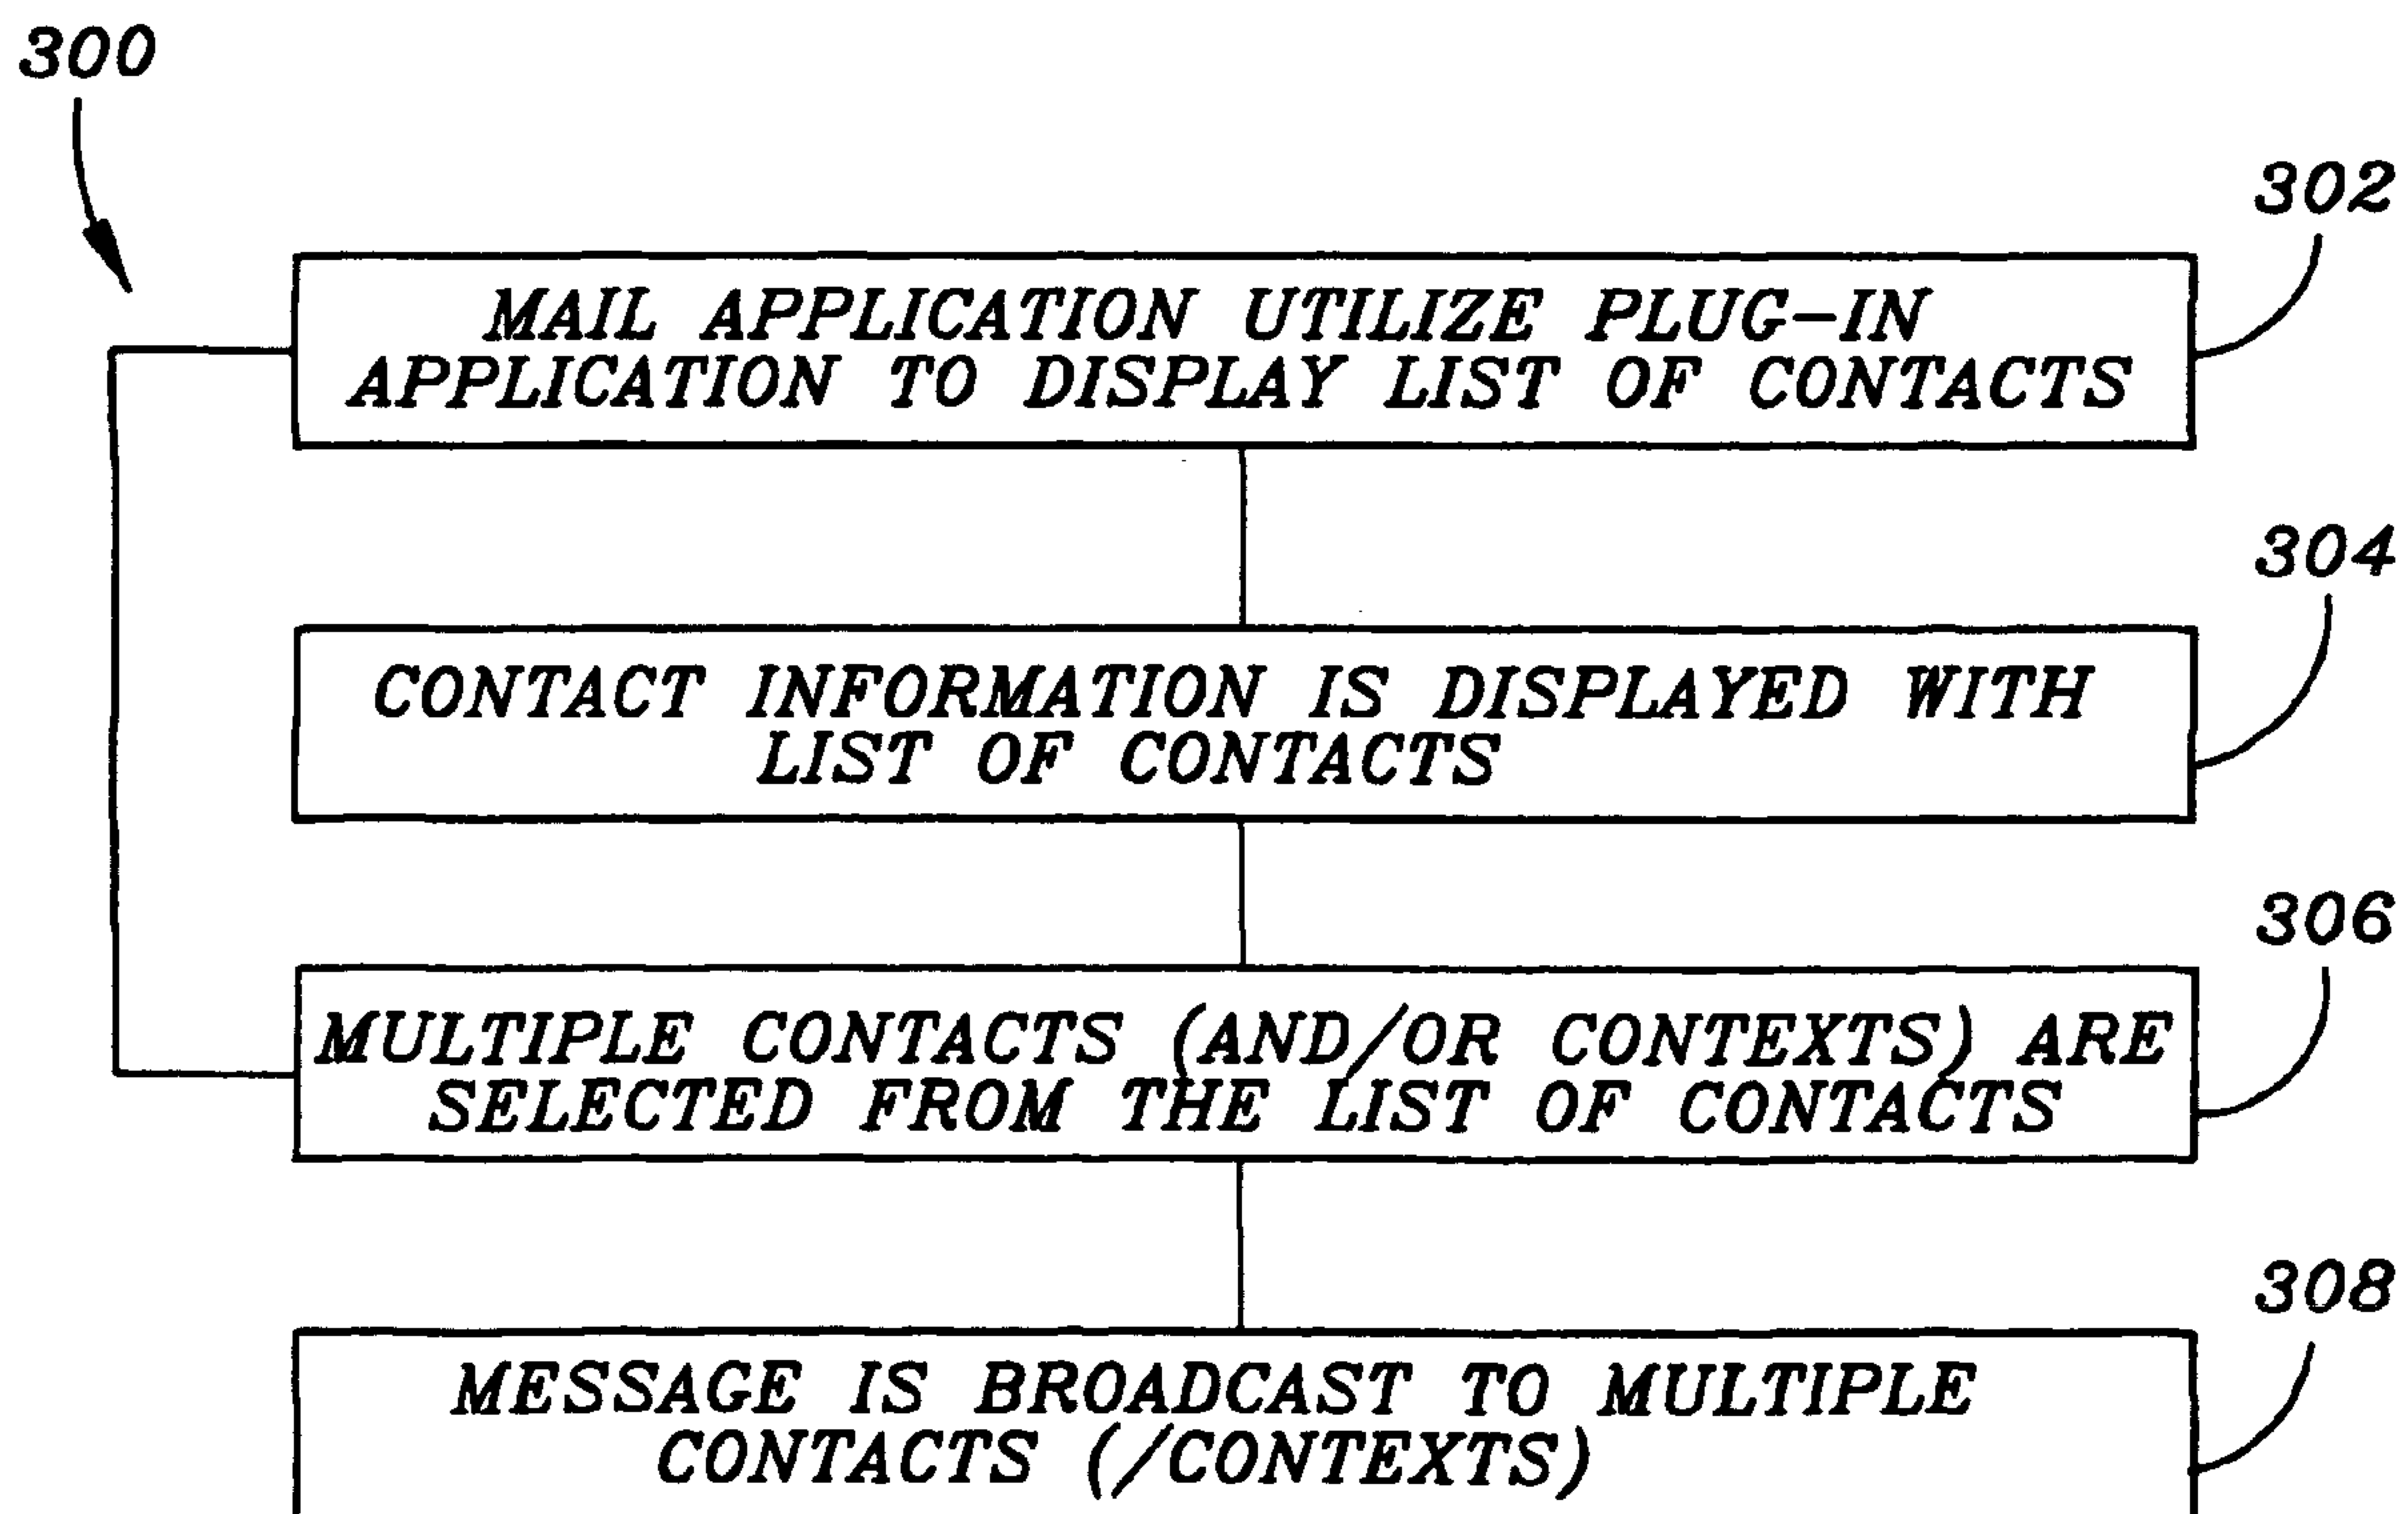 300
302
MAIL APPLICATION UTILIZE PLUG-IN
APPLICATION TO DISPLAY LIST OF CONTACTS
304
CONTACT INFORMATION IS DISPLAYED WITH
LIST OF CONTACTS
306
MULTIPLE CONTACTS (AND/OR CONTEXTS) ARE
SELECTED FROM THE LIST OF CONTACTS
308
MESSAGE IS BROADCAST TO MULTIPLE
CONTACTS (/CONTEXTS)